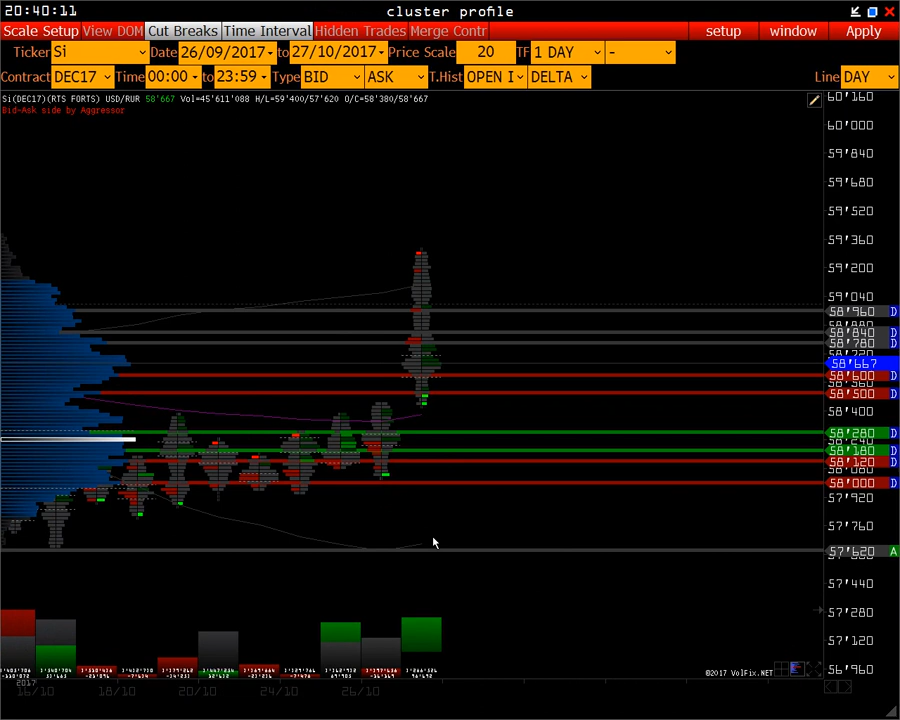 20:40:11 cluster profile
Scale Setup View DOM Cut Breaks Time Interval Hidden Trades Merge Contr setup window Apply
Ticker Si Date 26/09/2017 to 27/10/2017 Price Scale 20 TF 1 DAY -
Contract DEC17 Time 00:00 to 23:59 Type BID ASK T.Hist OPEN I DELTA Line DAY
Si(DEC17)(RTS FORTS) USD/RUR 58'667 Vol=45'611'088 H/L=59'400/57'620 O/C=58'380/58'667
Bid-Ask side by Aggressor
60'160
60'000
59'840
59'680
59'520
59'360
59'200
59'040
58'960 D
58'840 D
58'780 D
58'667
58'600 D
58'500 D
58'400
58'280 D
58'180 D
58'120 D
58'000 D
57'920
57'760
57'620 A
57'440
57'280
57'120
56'960
©2017 VolFix.NET
2017
16/10 18/10 20/10 24/10 26/10